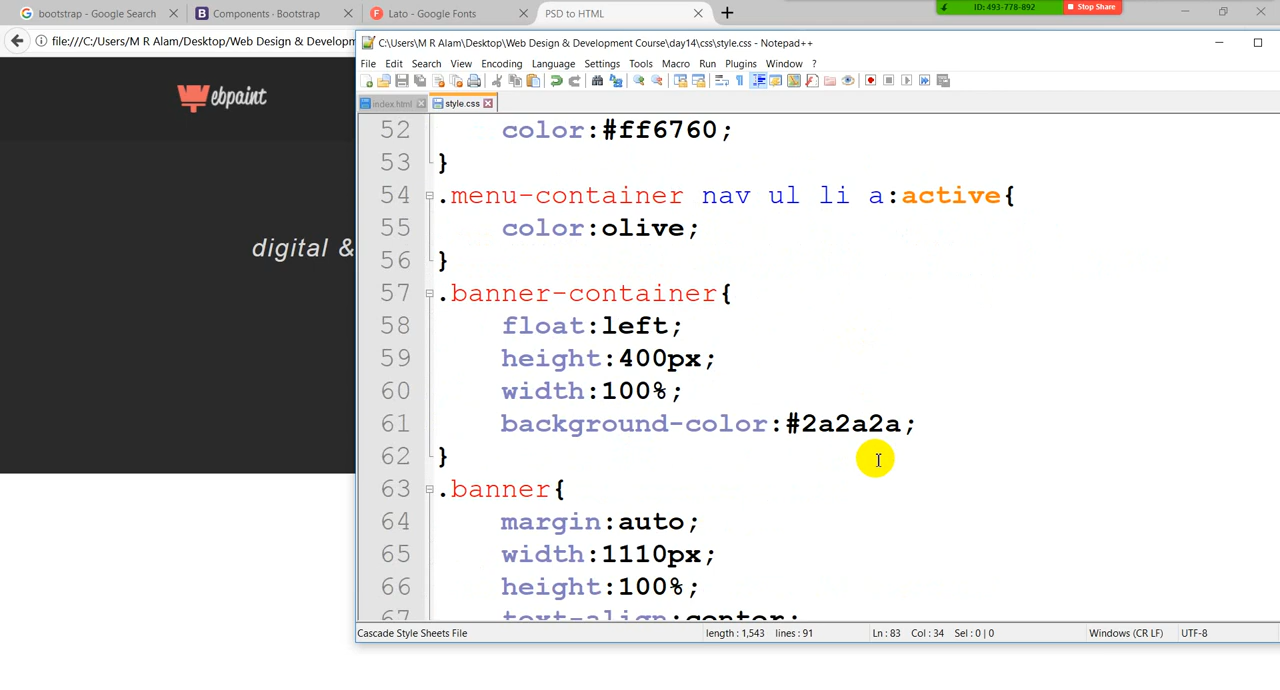 bootstrap - Google Search
Components · Bootstrap
Lato - Google Fonts
PSD to HTML
ID: 493-778-892
Stop Share
file:///C:/Users/M R Alam/Desktop/Web Design & Developm
ebpaint
digital &
C:\Users\M R Alam\Desktop\Web Design & Development Course\day14\css\style.css - Notepad++
File Edit Search View Encoding Language Settings Tools Macro Run Plugins Window ?
index.html
style.css
52 color:#ff6760;
53 }
54 .menu-container nav ul li a:active{
55 color:olive;
56 }
57 .banner-container{
58 float:left;
59 height:400px;
60 width:100%;
61 background-color:#2a2a2a;
62 }
63 .banner{
64 margin:auto;
65 width:1110px;
66 height:100%;
67 text-align:center;
Cascade Style Sheets File
length : 1,543 lines : 91
Ln : 83 Col : 34 Sel : 0 | 0
Windows (CR LF)
UTF-8